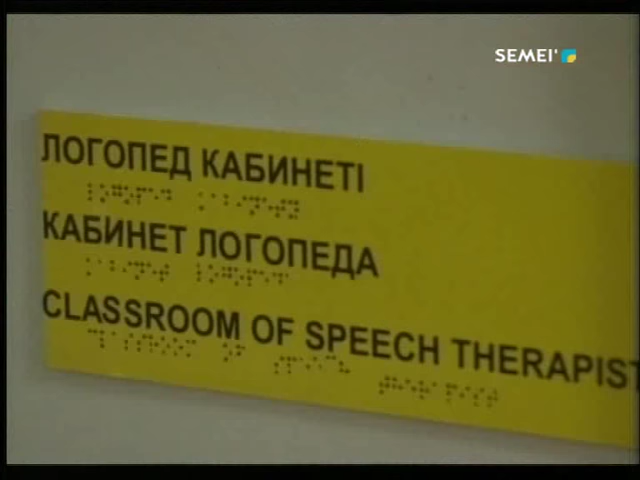 SEMEI'
ЛОГОПЕД КАБИНЕТІ
КАБИНЕТ ЛОГОПЕДА
CLASSROOM OF SPEECH THERAPIST